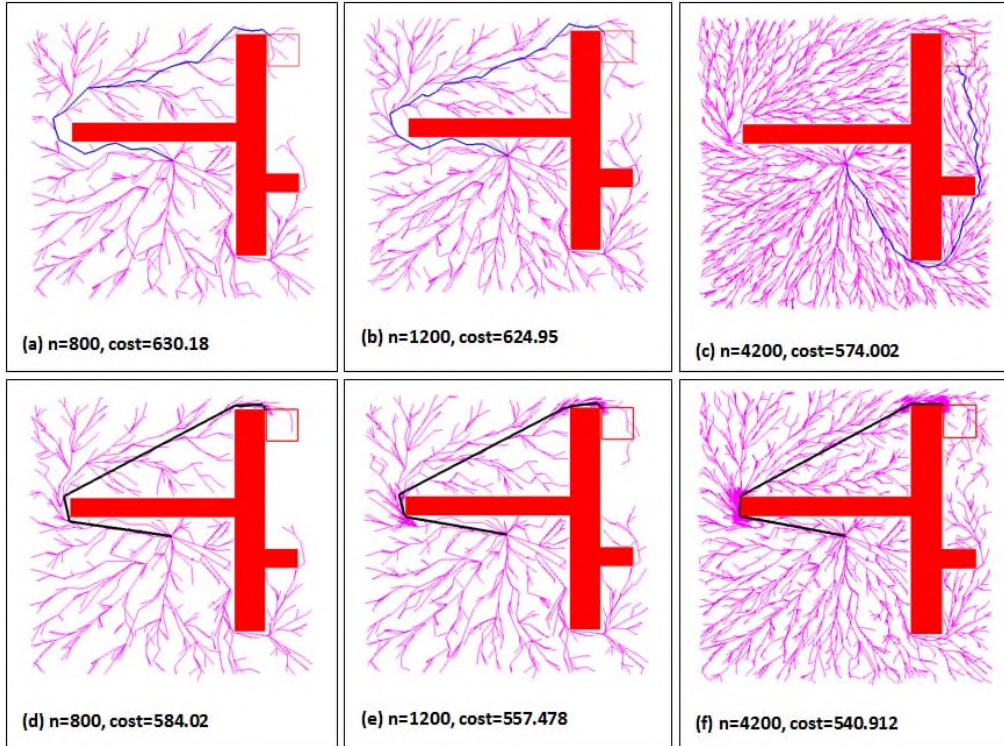 (a) n=800, cost=630.18
(b) n=1200, cost=624.95
(c) n=4200, cost=574.002
(d) n=800, cost=584.02
(e) n=1200, cost=557.478
(f) n=4200, cost=540.912